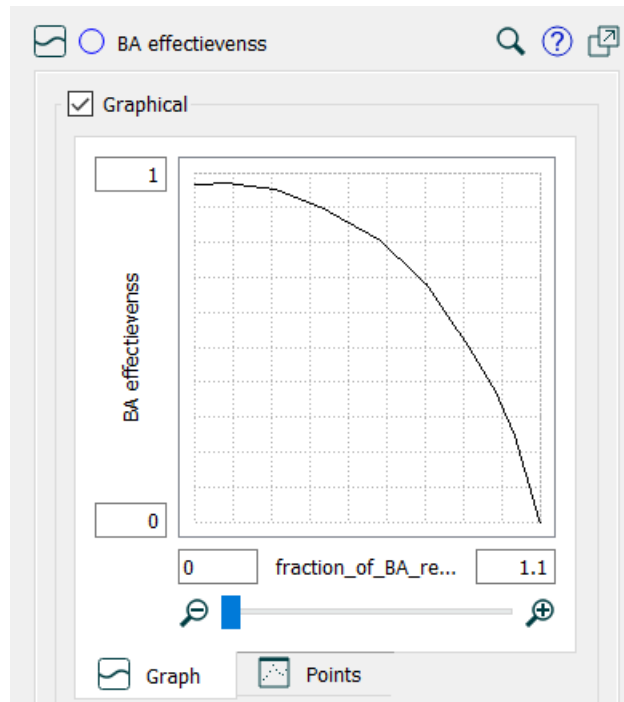 BA effectievenss
?
Graphical
1
BA effectievenss
0
0 fraction_of_BA_re... 1.1
Graph Points